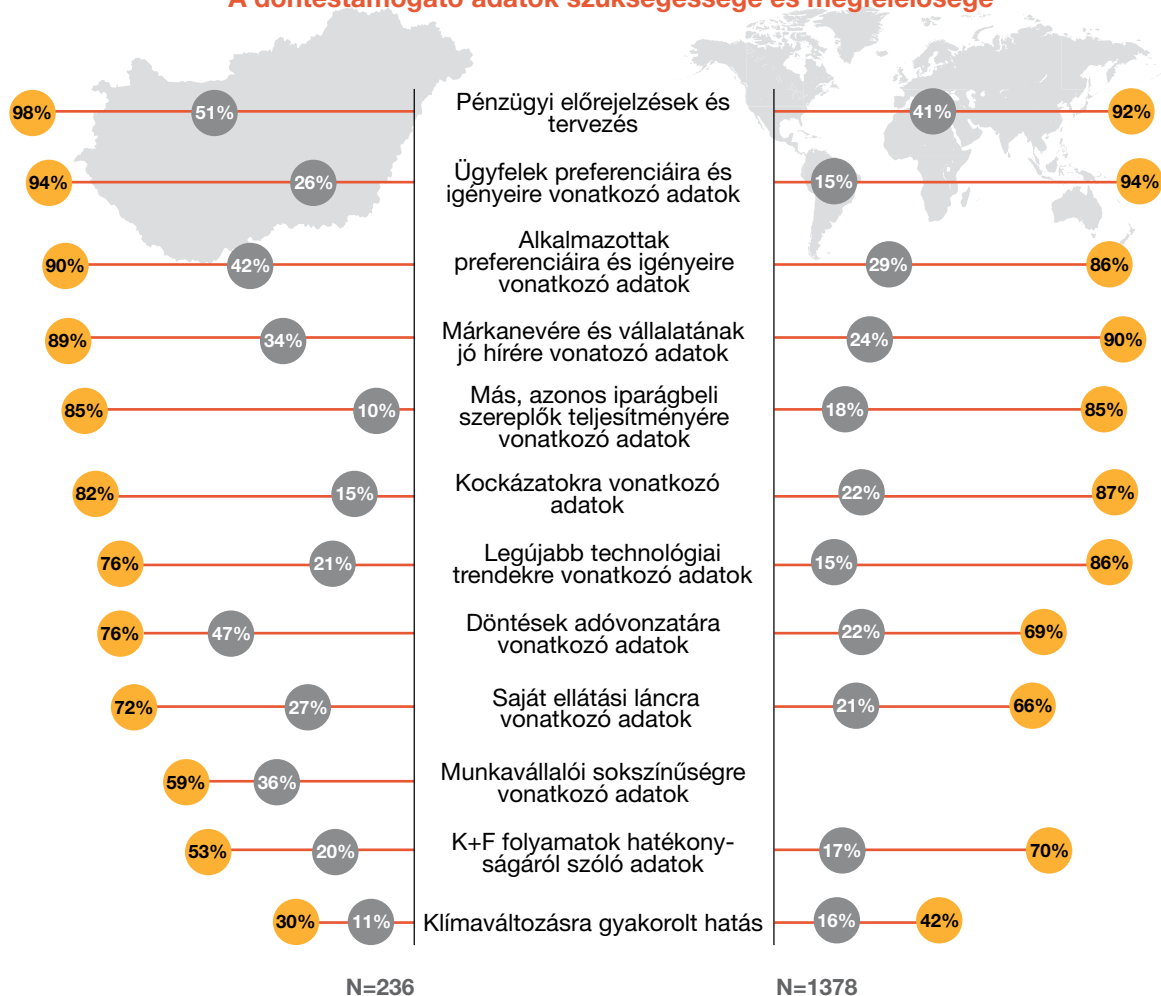 A döntéstámogató adatok szükségessége és megfelelősége
98% 51% Pénzügyi előrejelzések és 41% 92%
tervezés
94% 26% Ügyfelek preferenciáira és 15% 94%
igényeire vonatkozó adatok
Alkalmazottak
90% 42% preferenciáira és igényeire 29% 86%
vonatkozó adatok
89% 34% Márkanevére és vállalatának 24% 90%
jó hírére vonatozó adatok
Más, azonos iparágbeli
85% 10% szereplők teljesítményére 18% 85%
vonatkozó adatok
82% 15% Kockázatokra vonatkozó 22% 87%
adatok
76% 21% Legújabb technológiai 15% 86%
trendekre vonatkozó adatok
76% 47% Döntések adóvonzatára 22% 69%
vonatkozó adatok
72% 27% Saját ellátási láncra 21% 66%
vonatkozó adatok
59% 36% Munkavállalói sokszínűségre
vonatkozó adatok
53% 20% K+F folyamatok hatékony- 17% 70%
ságáról szóló adatok
30% 11% Klímaváltozásra gyakorolt hatás 16% 42%
N=236 N=1378